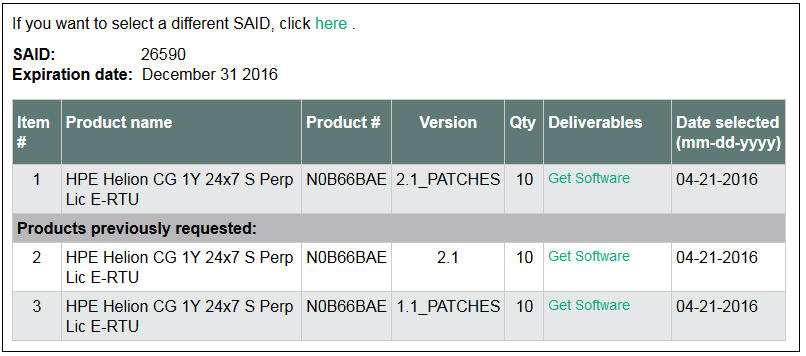 If you want to select a different SAID, click here .
SAID: 26590
Expiration date: December 31 2016
Item # Product name Product # Version Qty Deliverables Date selected (mm-dd-yyyy)
1 HPE Helion CG 1Y 24x7 S Perp Lic E-RTU N0B66BAE 2.1_PATCHES 10 Get Software 04-21-2016
Products previously requested:
2 HPE Helion CG 1Y 24x7 S Perp Lic E-RTU N0B66BAE 2.1 10 Get Software 04-21-2016
3 HPE Helion CG 1Y 24x7 S Perp Lic E-RTU N0B66BAE 1.1_PATCHES 10 Get Software 04-21-2016